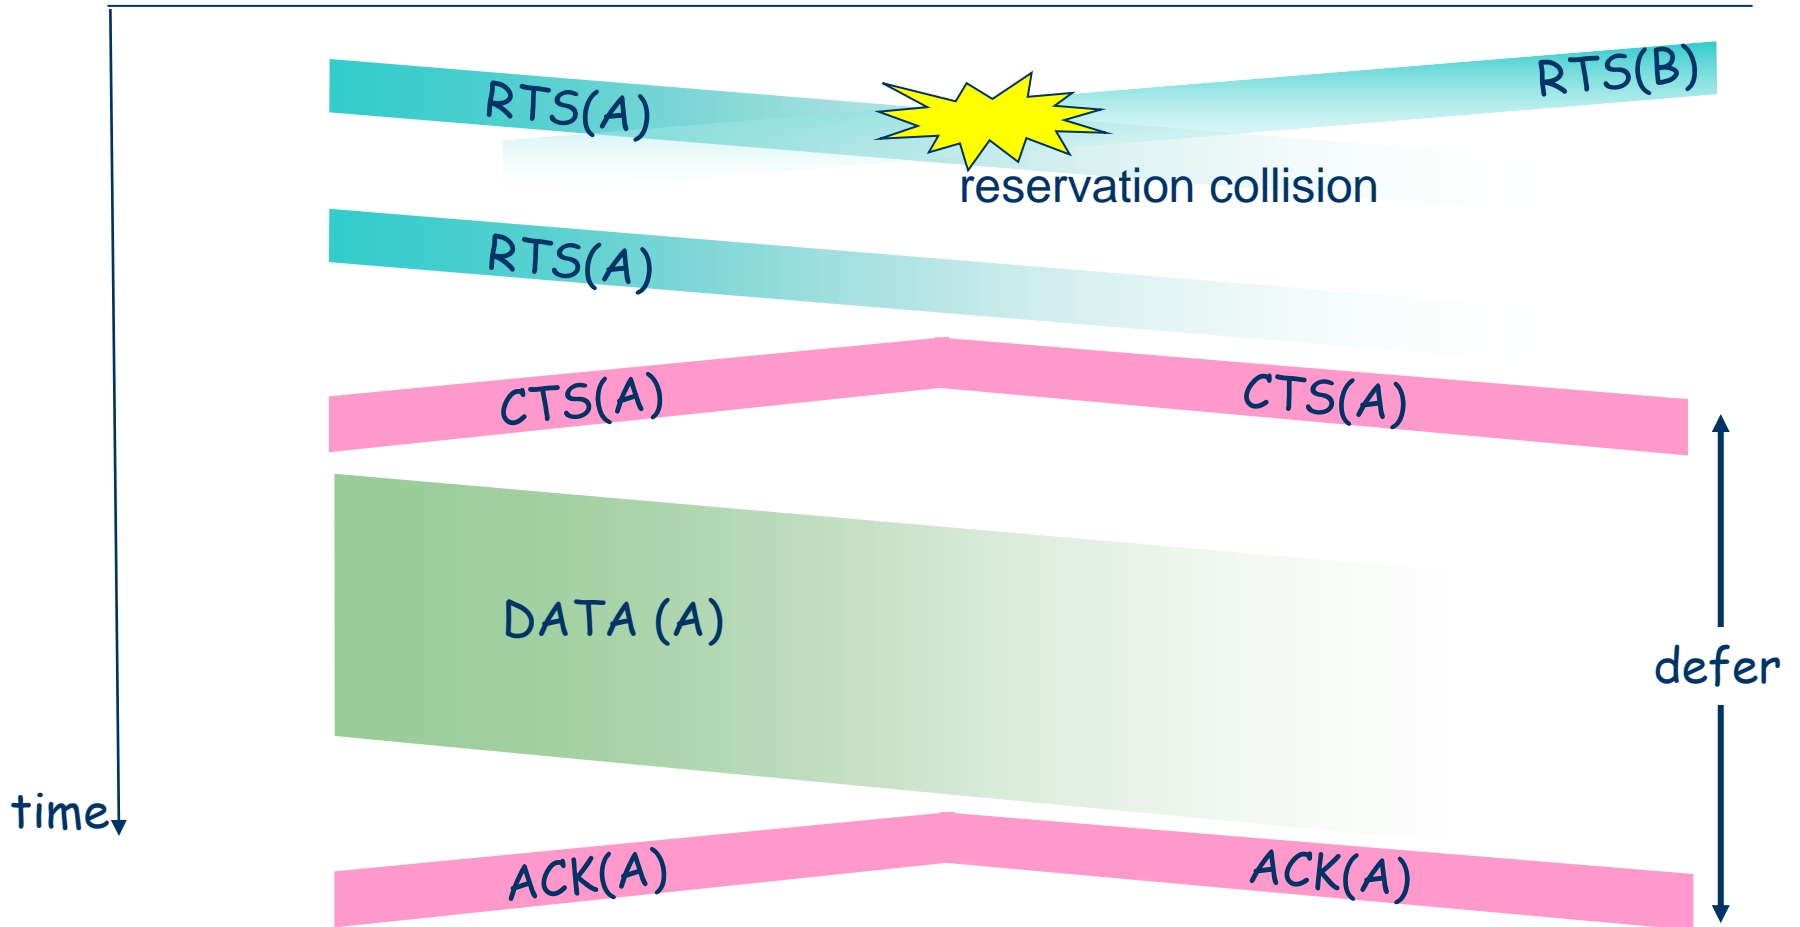 RTS(A)
RTS(B)
reservation collision
RTS(A)
CTS(A)
CTS(A)
DATA (A)
defer
time
ACK(A)
ACK(A)